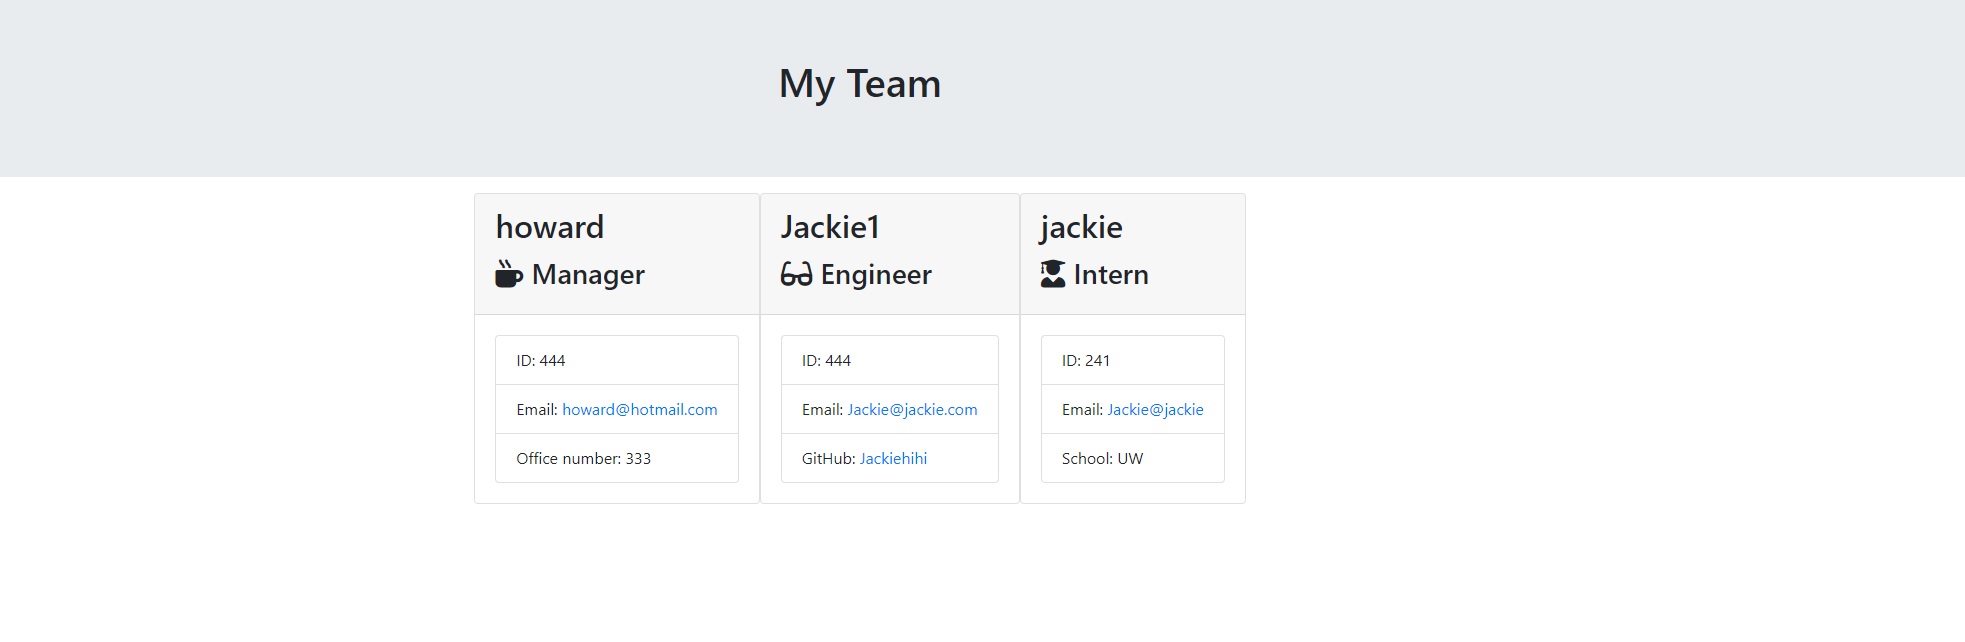 My Team
howard
Manager
ID: 444
Email: howard@hotmail.com
Office number: 333
Jackie1
Engineer
ID: 444
Email: Jackie@jackie.com
GitHub: Jackiehihi
jackie
Intern
ID: 241
Email: Jackie@jackie
School: UW